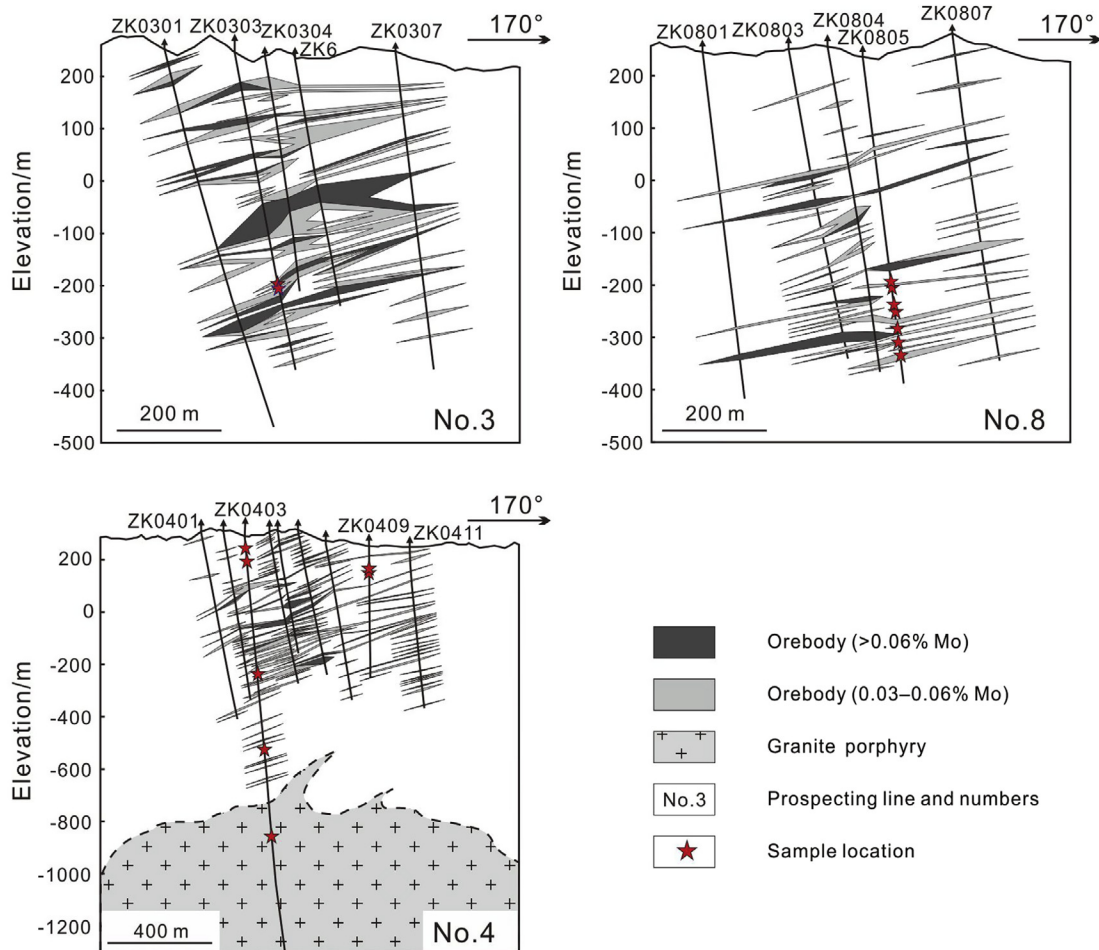 ZK0301 ZK0303 ZK0304 ZK6 ZK0307 170°
200
100
0
-100
-200
-300
-400
-500
Elevation/m
200 m
No.3
ZK0801 ZK0803 ZK0804 ZK0805 ZK0807 170°
200
100
0
-100
-200
-300
-400
-500
Elevation/m
200 m
No.8
ZK0401 ZK0403 ZK0409 ZK0411 170°
200
0
-200
-400
-600
-800
-1000
-1200
Elevation/m
400 m
No.4
Orebody (>0.06% Mo)
Orebody (0.03–0.06% Mo)
Granite porphyry
No.3 Prospecting line and numbers
Sample location